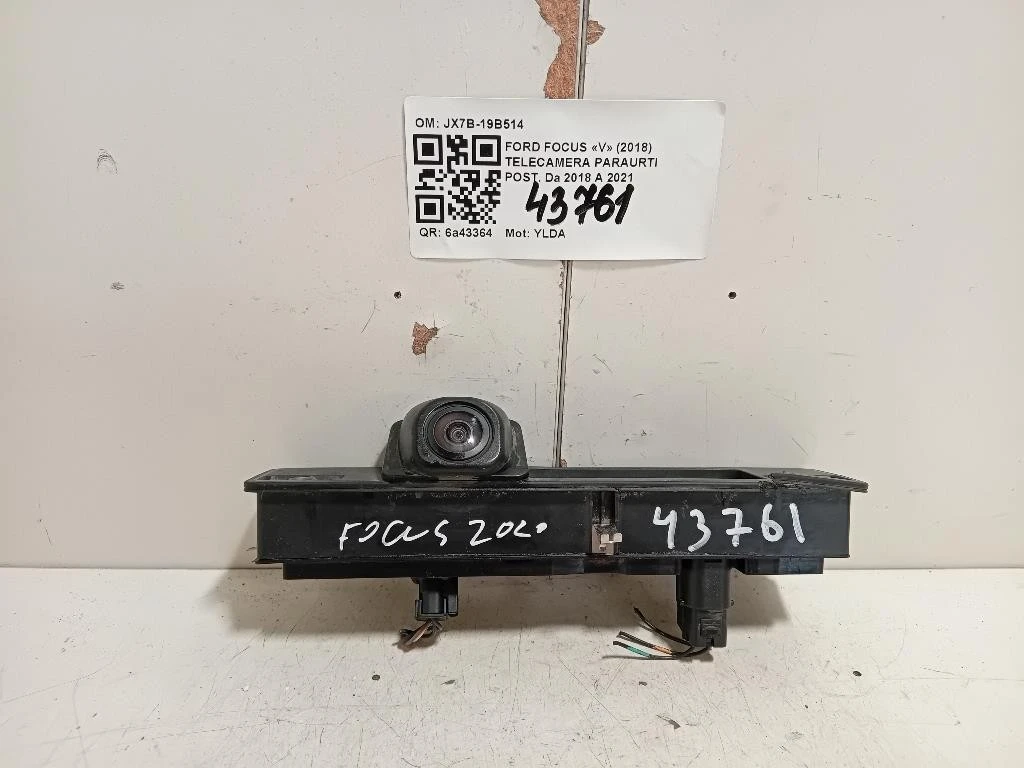 OM: JX7B-19B514
FORD FOCUS «V» (2018)
TELECAMERA PARAURTI
POST. Da 2018 A 2021
43761
QR: 6a43364 Mot: YLDA
FOCUS 2020
43761